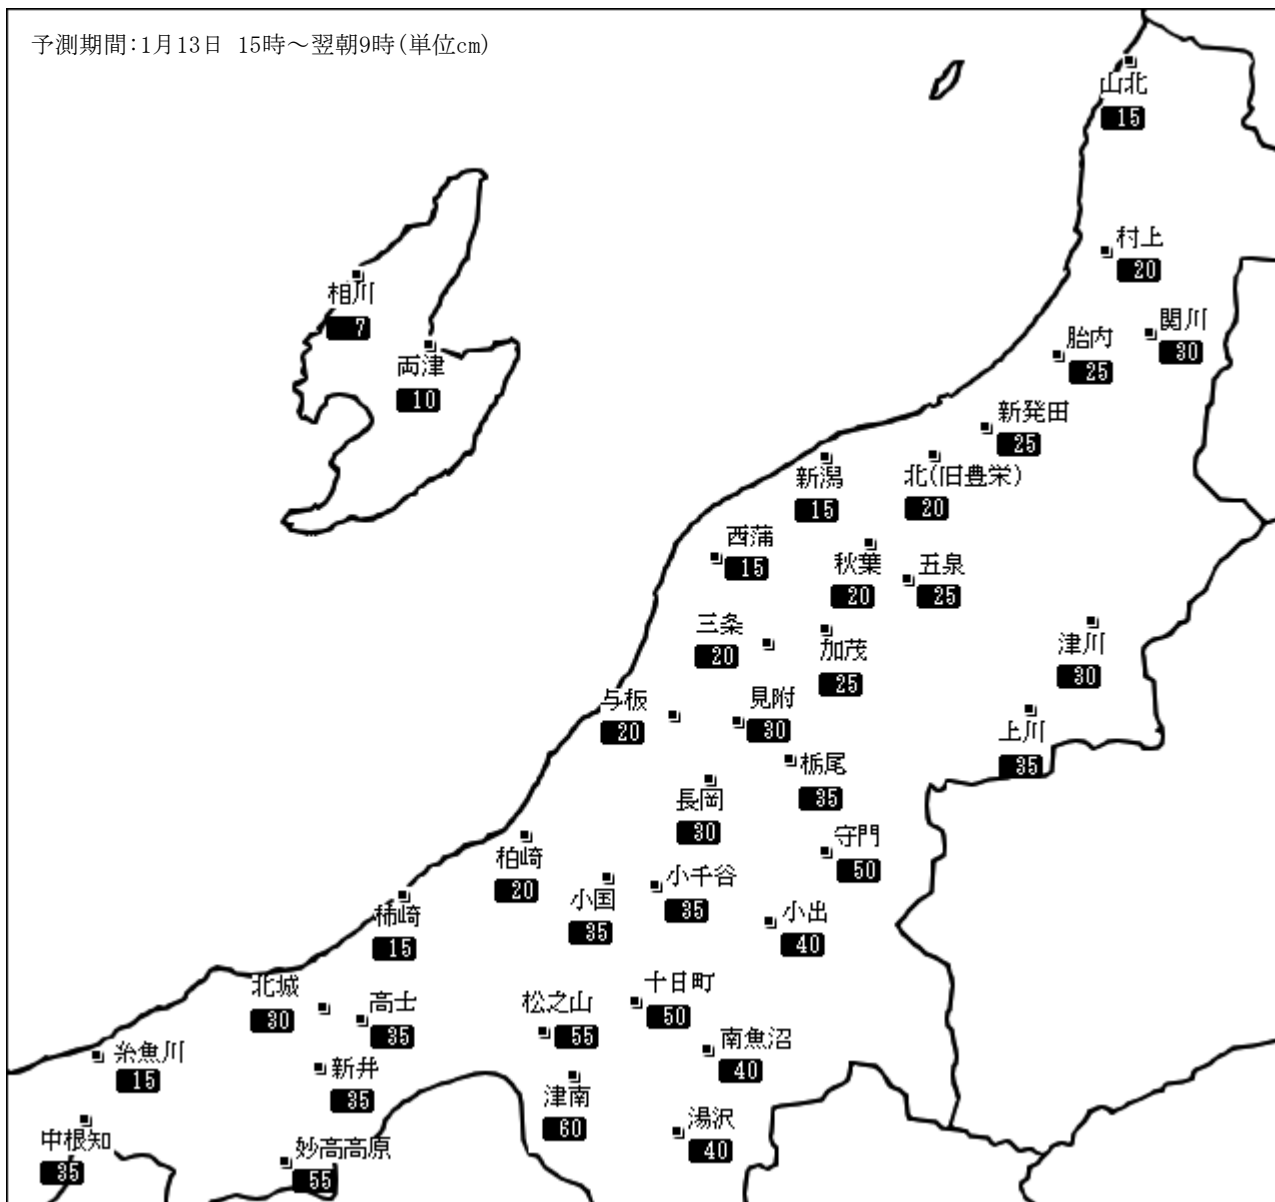 予測期間:1月13日 15時～翌朝9時(単位cm)
山北
15
村上
20
相川
7
関川
30
胎内
25
両津
10
新発田
25
新潟
15
北(旧豊栄)
20
西蒲
15
秋葉
20
五泉
25
三条
20
加茂
25
津川
30
与板
20
見附
30
上川
35
栃尾
35
長岡
30
守門
50
柏崎
20
小国
35
小千谷
35
小出
40
柿崎
15
北城
30
高士
35
松之山
55
十日町
50
南魚沼
40
糸魚川
15
新井
35
津南
60
湯沢
40
中根知
35
妙高高原
55